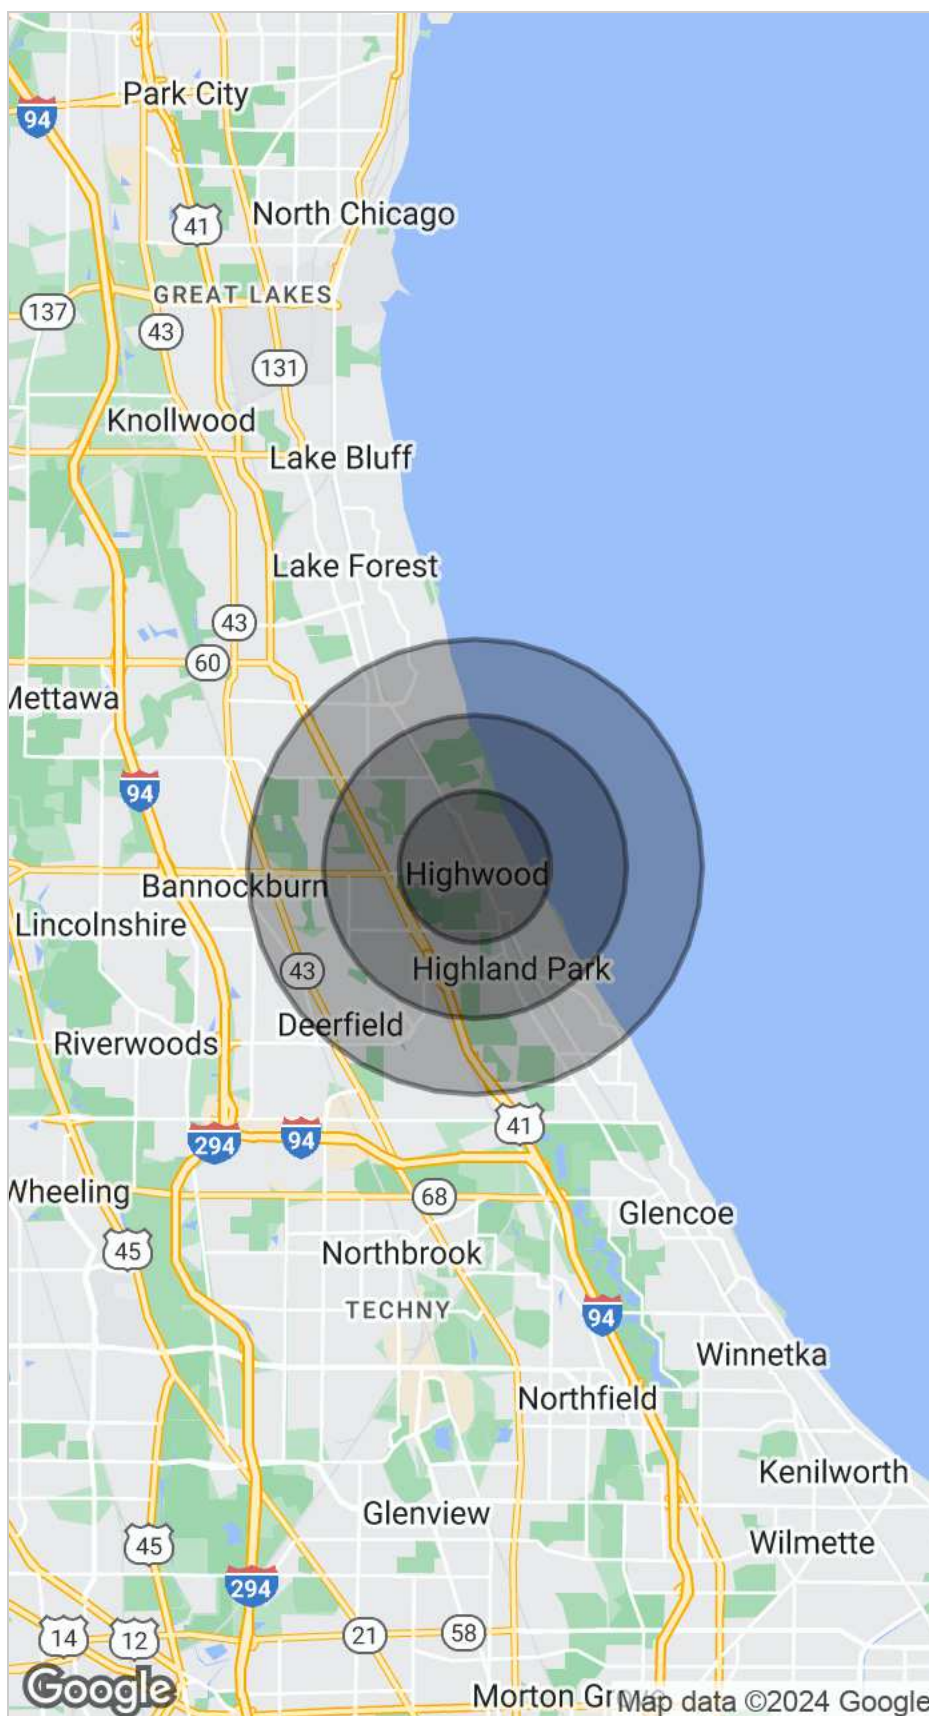 Park City
94
North Chicago
41
GREAT LAKES
137
43
131
Knollwood
Lake Bluff
Lake Forest
43
60
Mettawa
94
Highwood
Bannockburn
Lincolnshire
Highland Park
43
Deerfield
Riverwoods
41
294
94
Wheeling
68
Glencoe
45
Northbrook
TECHNY
94
Winnetka
Northfield
Kenilworth
Glenview
Wilmette
45
294
14
12
21
58
Google
Morton Grove
Map data ©2024 Google